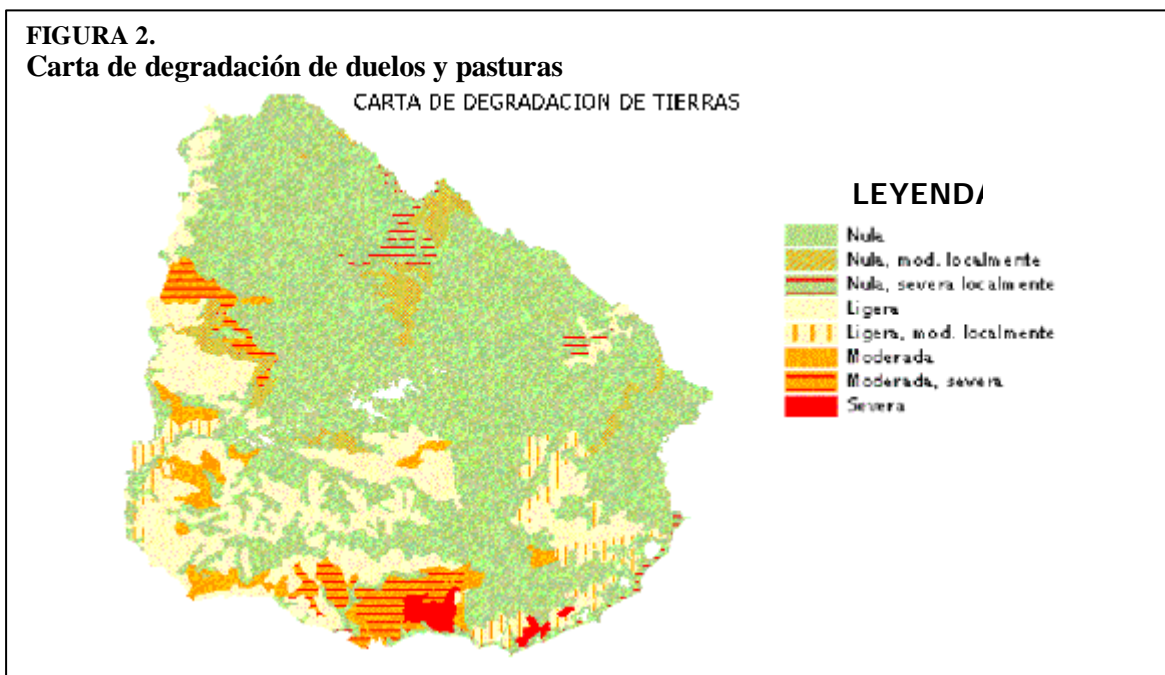 FIGURA 2.
Carta de degradación de duelos y pasturas
CARTA DE DEGRADACION DE TIERRAS
LEYENDA
Nula
Nula, mod. localmente
Nula, severa localmente
Ligera
Ligera, mod. localmente
Moderada
Moderada, severa
Severa